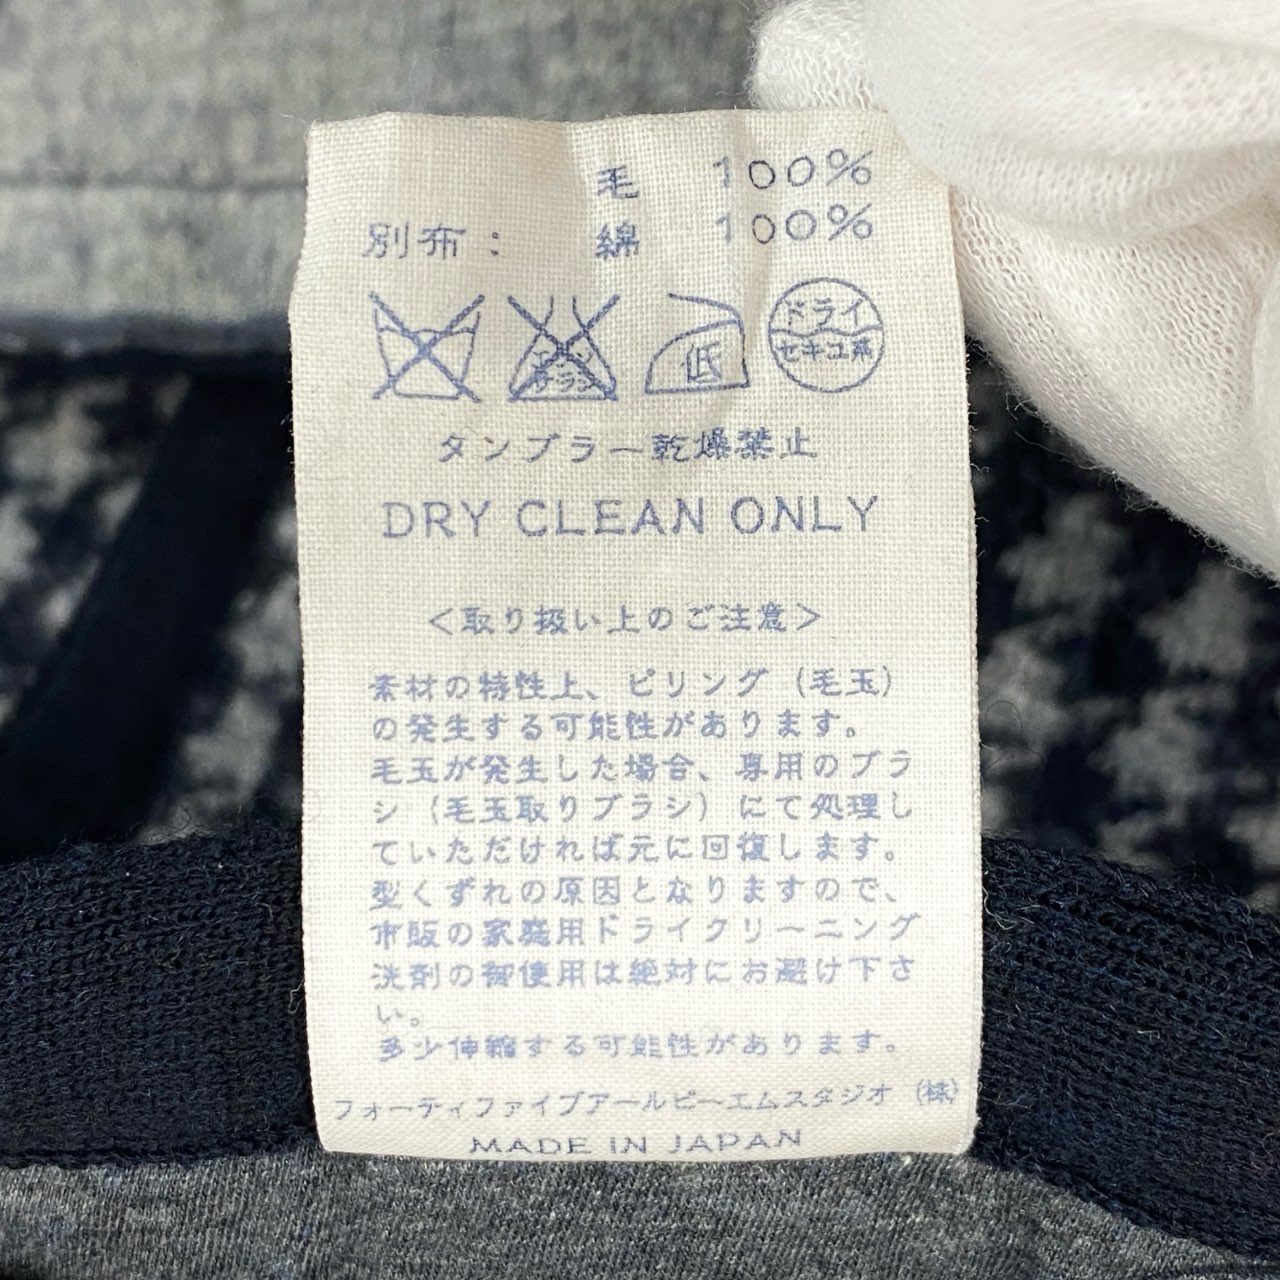 毛 100%
別布: 綿 100%
エンソサラシ 低 ドライ
セキユ系
タンブラー乾燥禁止
DRY CLEAN ONLY
<取り扱い上のご注意>
素材の特性上、ピリング(毛玉)
の発生する可能性があります。
毛玉が発生した場合、専用のブラ
シ(毛玉取りブラシ)にて処理し
ていただければ元に回復します。
型くずれの原因となりますので、
市販の家庭用ドライクリーニング
洗剤の御使用は絶対にお避け下さ
い。
多少伸縮する可能性があります。
フォーティファイブアールピーエムスタジオ(株)
MADE IN JAPAN